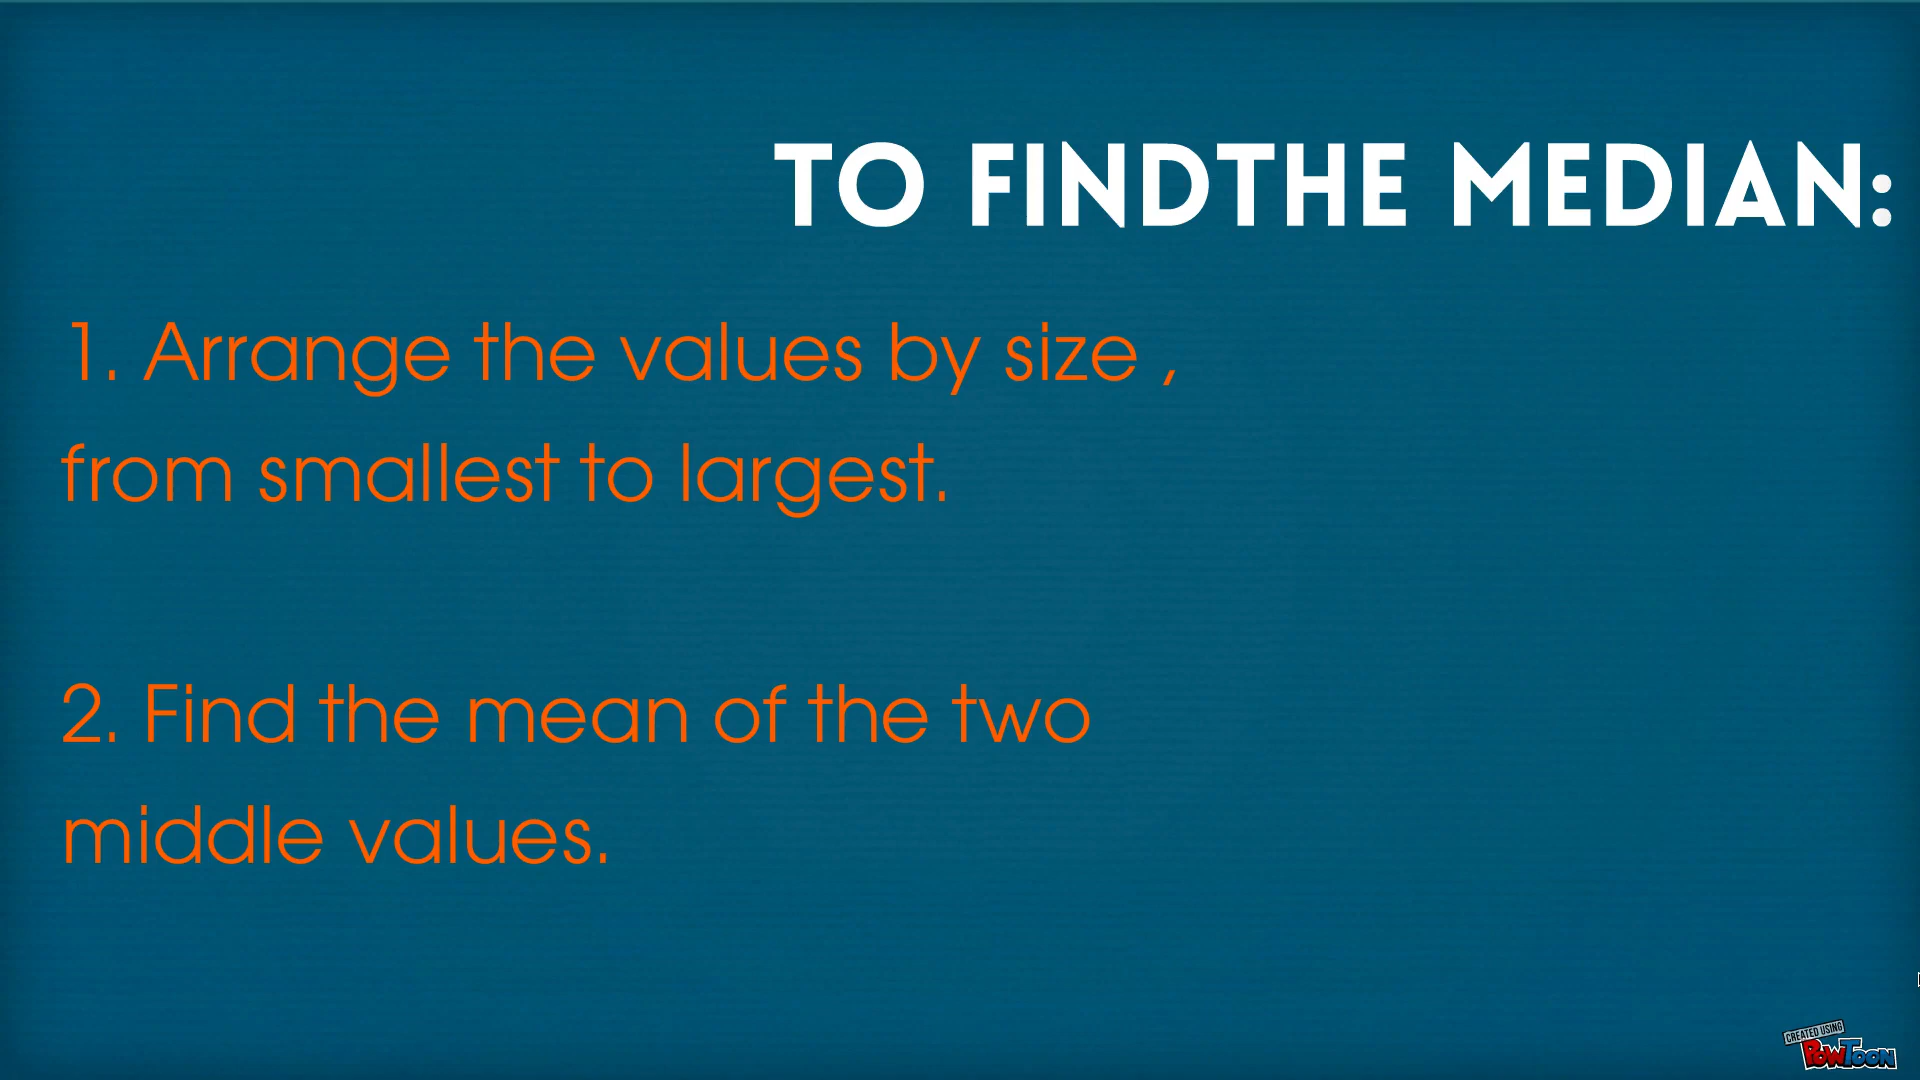 TO FINDTHE MEDIAN:
1. Arrange the values by size ,
from smallest to largest.
2. Find the mean of the two
middle values.
CREATED USING
POWTOON